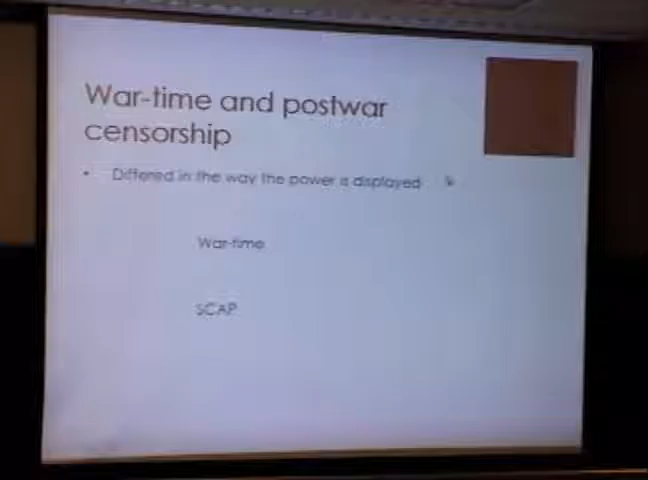 War-time and postwar
censorship
• Differed in the way the power is displayed
War-time
SCAP